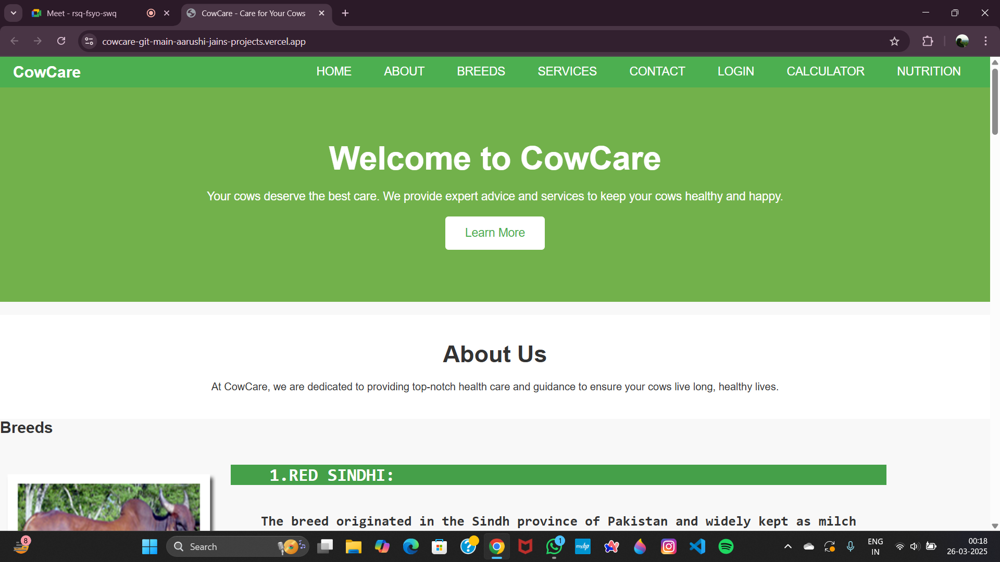 Meet - rsq-fsyo-swq
CowCare - Care for Your Cows
cowcare-git-main-aarushi-jains-projects.vercel.app
CowCare
HOME ABOUT BREEDS SERVICES CONTACT LOGIN CALCULATOR NUTRITION
Welcome to CowCare
Your cows deserve the best care. We provide expert advice and services to keep your cows healthy and happy.
Learn More
About Us
At CowCare, we are dedicated to providing top-notch health care and guidance to ensure your cows live long, healthy lives.
Breeds
1.RED SINDHI:
The breed originated in the Sindh province of Pakistan and widely kept as milch
8
Search
1
myhp
ENG
IN
00:18
26-03-2025